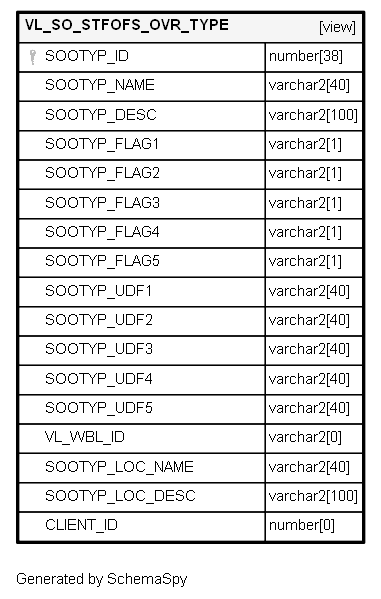 VL_SO_STFOFS_OVR_TYPE [view]
SOOTYP_ID number[38]
SOOTYP_NAME varchar2[40]
SOOTYP_DESC varchar2[100]
SOOTYP_FLAG1 varchar2[1]
SOOTYP_FLAG2 varchar2[1]
SOOTYP_FLAG3 varchar2[1]
SOOTYP_FLAG4 varchar2[1]
SOOTYP_FLAG5 varchar2[1]
SOOTYP_UDF1 varchar2[40]
SOOTYP_UDF2 varchar2[40]
SOOTYP_UDF3 varchar2[40]
SOOTYP_UDF4 varchar2[40]
SOOTYP_UDF5 varchar2[40]
VL_WBL_ID varchar2[0]
SOOTYP_LOC_NAME varchar2[40]
SOOTYP_LOC_DESC varchar2[100]
CLIENT_ID number[0]
Generated by SchemaSpy